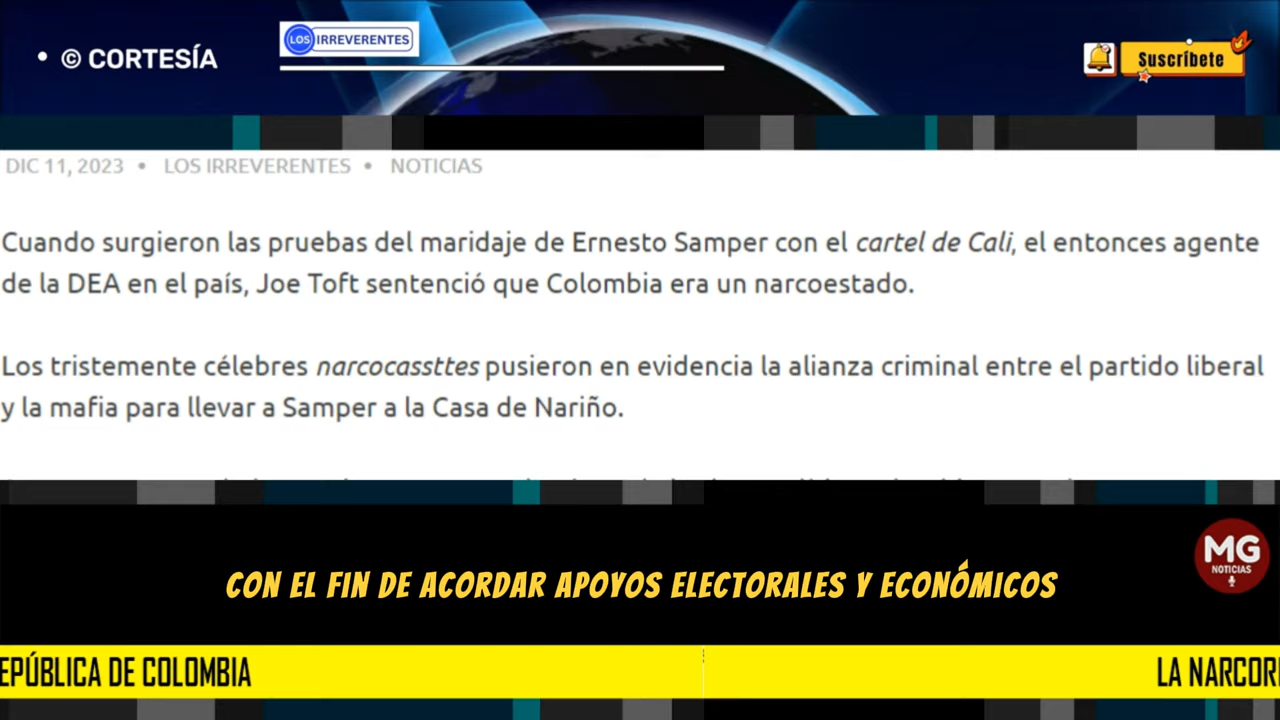 • © CORTESÍA
LOS IRREVERENTES
Suscríbete
DIC 11, 2023 • LOS IRREVERENTES • NOTICIAS
Cuando surgieron las pruebas del maridaje de Ernesto Samper con el cartel de Cali, el entonces agente
de la DEA en el país, Joe Toft sentenció que Colombia era un narcoestado.
Los tristemente célebres narcocassttes pusieron en evidencia la alianza criminal entre el partido liberal
y la mafia para llevar a Samper a la Casa de Nariño.
MG
NOTICIAS
CON EL FIN DE ACORDAR APOYOS ELECTORALES Y ECONÓMICOS
EPÚBLICA DE COLOMBIA
LA NARCOR